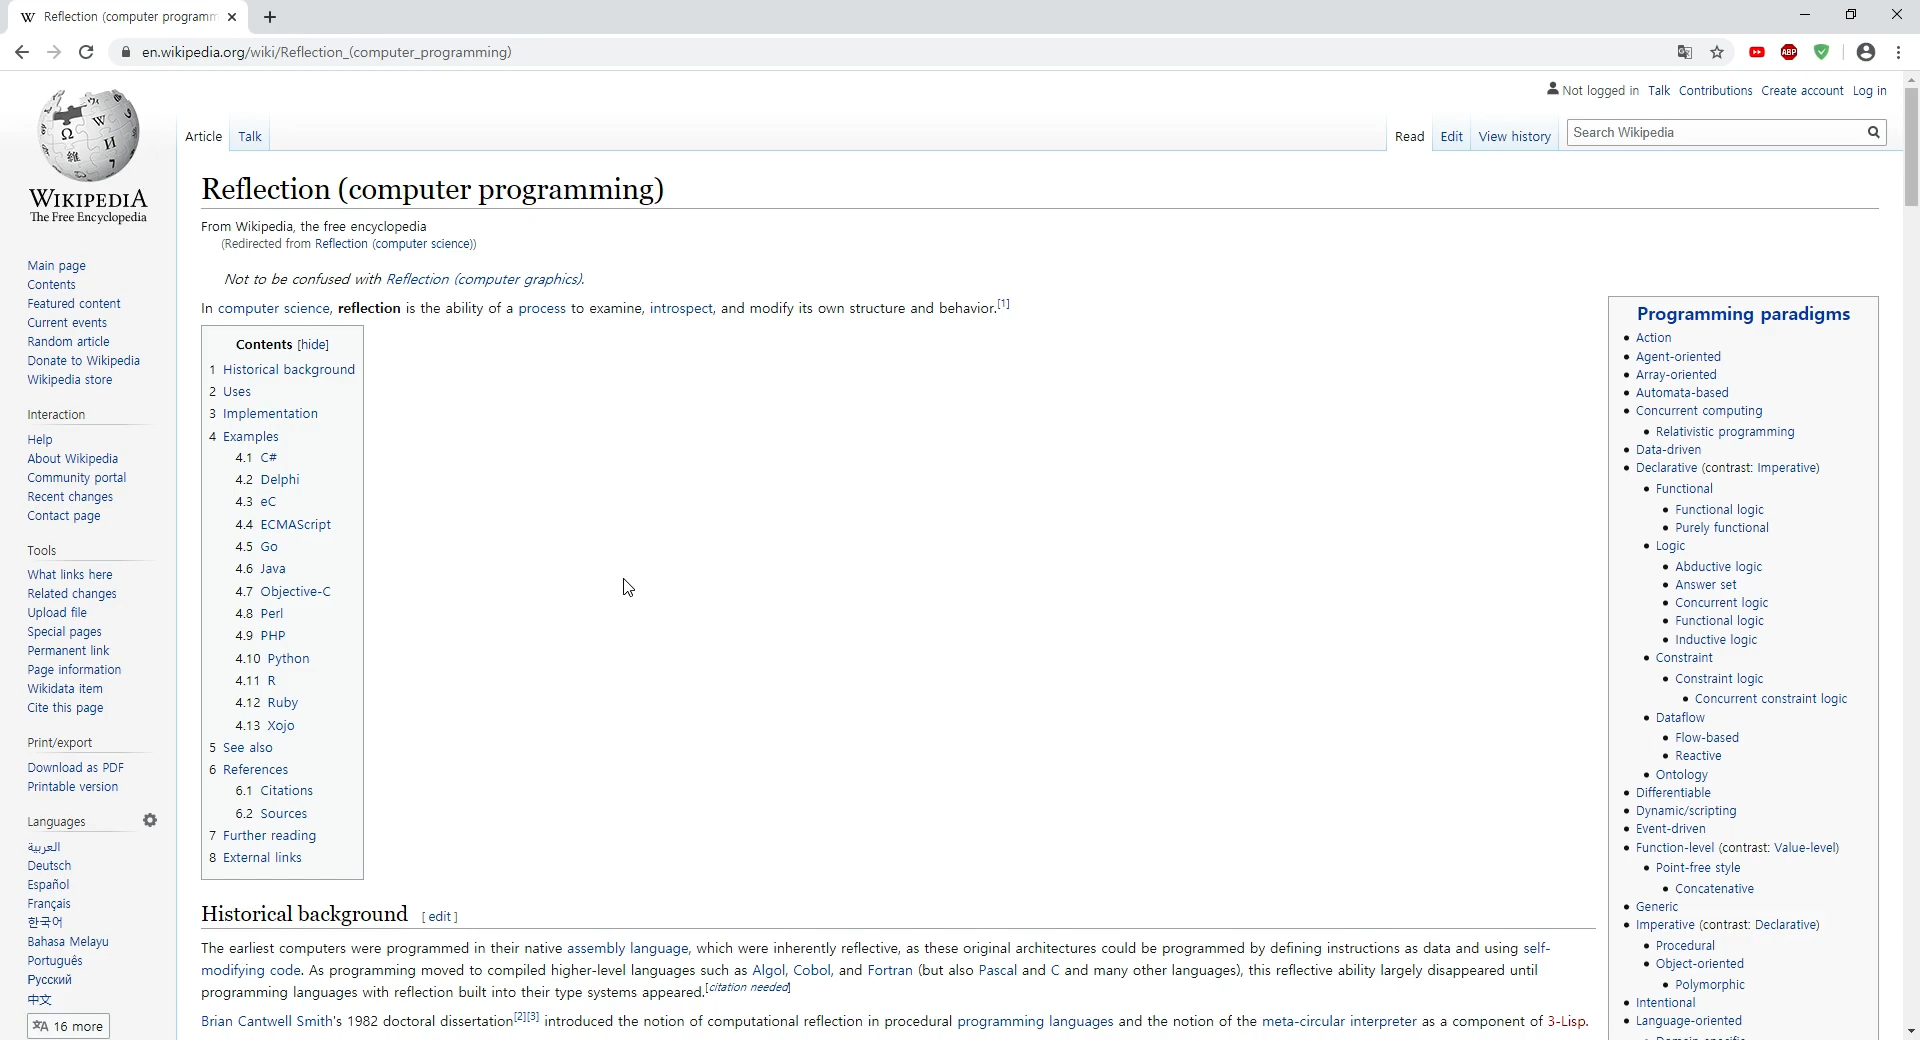 Reflection (computer programm
en.wikipedia.org/wiki/Reflection_(computer_programming)
ABP
Not logged in Talk Contributions Create account Log in
Article Talk Read Edit View history Search Wikipedia
WIKIPEDIA
The Free Encyclopedia
Main page
Contents
Featured content
Current events
Random article
Donate to Wikipedia
Wikipedia store
Interaction
Help
About Wikipedia
Community portal
Recent changes
Contact page
Tools
What links here
Related changes
Upload file
Special pages
Permanent link
Page information
Wikidata item
Cite this page
Print/export
Download as PDF
Printable version
Languages
العربية
Deutsch
Español
Français
한국어
Bahasa Melayu
Português
Русский
中文
16 more
Reflection (computer programming)
From Wikipedia, the free encyclopedia
(Redirected from Reflection (computer science))
Not to be confused with Reflection (computer graphics).
In computer science, reflection is the ability of a process to examine, introspect, and modify its own structure and behavior.[1]
Contents [hide]
1 Historical background
2 Uses
3 Implementation
4 Examples
4.1 C#
4.2 Delphi
4.3 eC
4.4 ECMAScript
4.5 Go
4.6 Java
4.7 Objective-C
4.8 Perl
4.9 PHP
4.10 Python
4.11 R
4.12 Ruby
4.13 Xojo
5 See also
6 References
6.1 Citations
6.2 Sources
7 Further reading
8 External links
Historical background [ edit ]
The earliest computers were programmed in their native assembly language, which were inherently reflective, as these original architectures could be programmed by defining instructions as data and using self-
modifying code. As programming moved to compiled higher-level languages such as Algol, Cobol, and Fortran (but also Pascal and C and many other languages), this reflective ability largely disappeared until
programming languages with reflection built into their type systems appeared.[citation needed]
Brian Cantwell Smith's 1982 doctoral dissertation[2][3] introduced the notion of computational reflection in procedural programming languages and the notion of the meta-circular interpreter as a component of 3-Lisp.
Programming paradigms
Action
Agent-oriented
Array-oriented
Automata-based
Concurrent computing
Relativistic programming
Data-driven
Declarative (contrast: Imperative)
Functional
Functional logic
Purely functional
Logic
Abductive logic
Answer set
Concurrent logic
Functional logic
Inductive logic
Constraint
Constraint logic
Concurrent constraint logic
Dataflow
Flow-based
Reactive
Ontology
Differentiable
Dynamic/scripting
Event-driven
Function-level (contrast: Value-level)
Point-free style
Concatenative
Generic
Imperative (contrast: Declarative)
Procedural
Object-oriented
Polymorphic
Intentional
Language-oriented